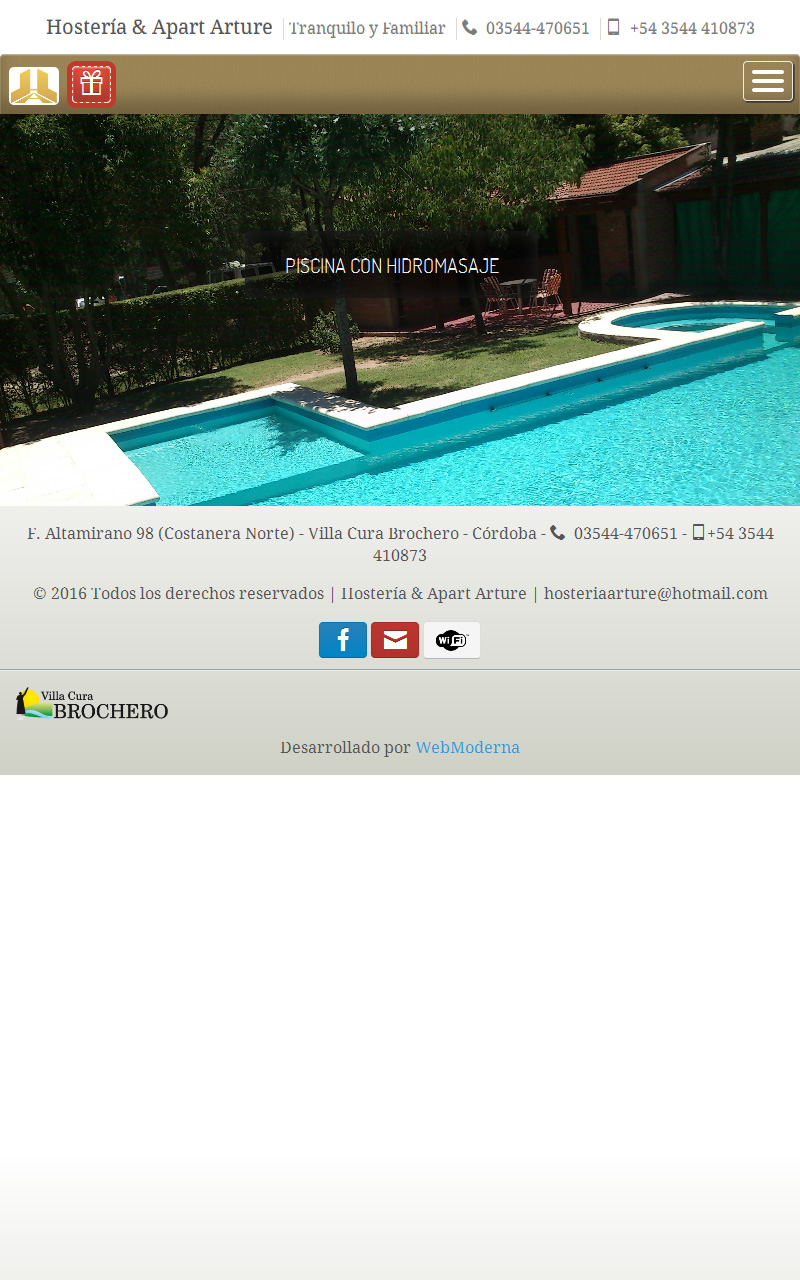 Hostería & Apart Arture Tranquilo y Familiar 03544-470651 +54 3544 410873
PISCINA CON HIDROMASAJE
F. Altamirano 98 (Costanera Norte) - Villa Cura Brochero - Córdoba - 03544-470651 - +54 3544
410873
© 2016 Todos los derechos reservados | Hostería & Apart Arture | hosteriaarture@hotmail.com
f Wi Fi
Villa Cura
BROCHERO
Desarrollado por WebModerna